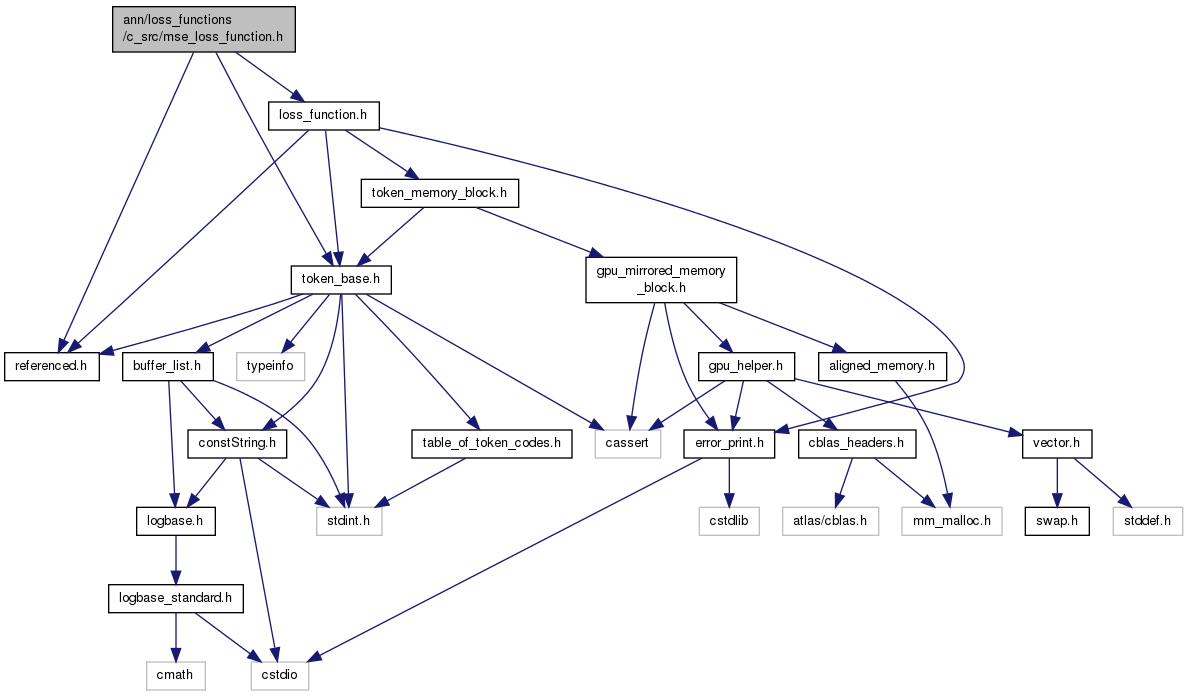 ann/loss_functions
/c_src/mse_loss_function.h
loss_function.h
token_memory_block.h
token_base.h
gpu_mirrored_memory
_block.h
referenced.h
buffer_list.h
typeinfo
gpu_helper.h
aligned_memory.h
constString.h
table_of_token_codes.h
cassert
error_print.h
cblas_headers.h
vector.h
logbase.h
stdint.h
cstdlib
atlas/cblas.h
mm_malloc.h
swap.h
stddef.h
logbase_standard.h
cmath
cstdio